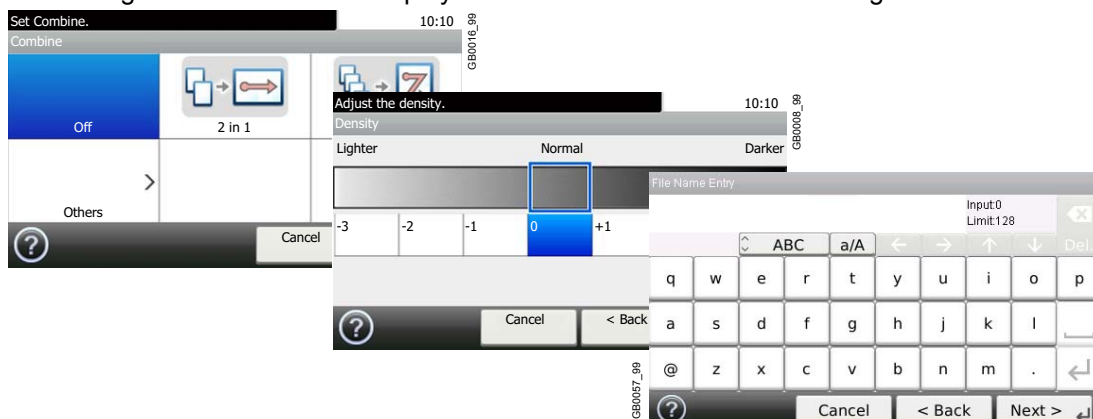 Set Combine. 10:10
Combine
Off
2 in 1
Others
Cancel
GB0016_99
Adjust the density. 10:10
Density
Lighter Normal Darker
-3 -2 -1 0 +1
Cancel < Back
GB0008_99
File Name Entry
Input:0
Limit:128
ABC a/A Del.
q w e r t y u i o p
a s d f g h j k l
@ z x c v b n m .
Cancel < Back Next >
GB0057_99